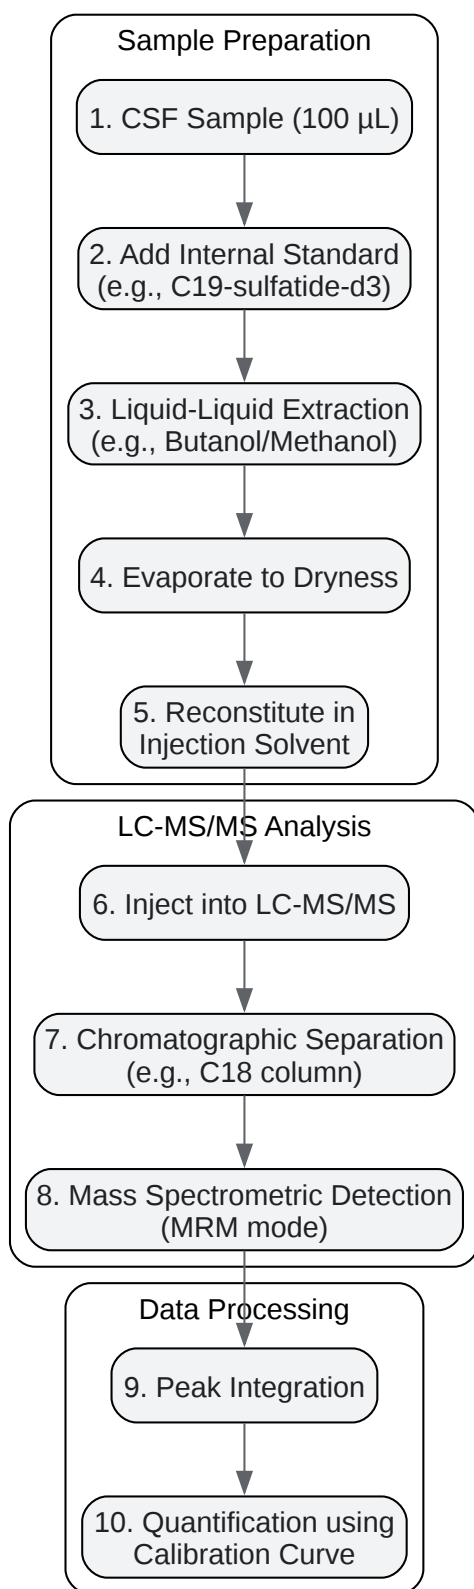 Sample Preparation
1. CSF Sample (100 µL)
2. Add Internal Standard
(e.g., C19-sulfatide-d3)
3. Liquid-Liquid Extraction
(e.g., Butanol/Methanol)
4. Evaporate to Dryness
5. Reconstitute in
Injection Solvent
LC-MS/MS Analysis
6. Inject into LC-MS/MS
7. Chromatographic Separation
(e.g., C18 column)
8. Mass Spectrometric Detection
(MRM mode)
Data Processing
9. Peak Integration
10. Quantification using
Calibration Curve